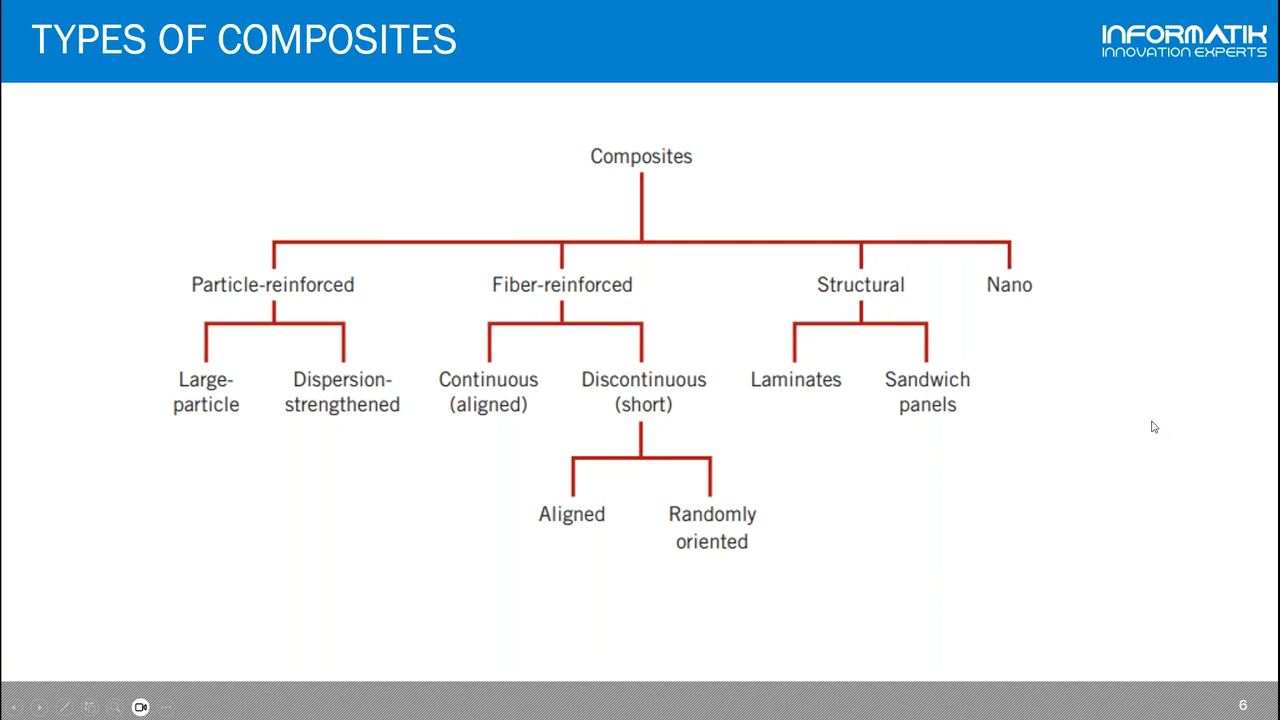 TYPES OF COMPOSITES
INFORMATIK
INNOVATION EXPERTS
Composites
Particle-reinforced
Fiber-reinforced
Structural
Nano
Large-
particle
Dispersion-
strengthened
Continuous
(aligned)
Discontinuous
(short)
Laminates
Sandwich
panels
Aligned
Randomly
oriented
6